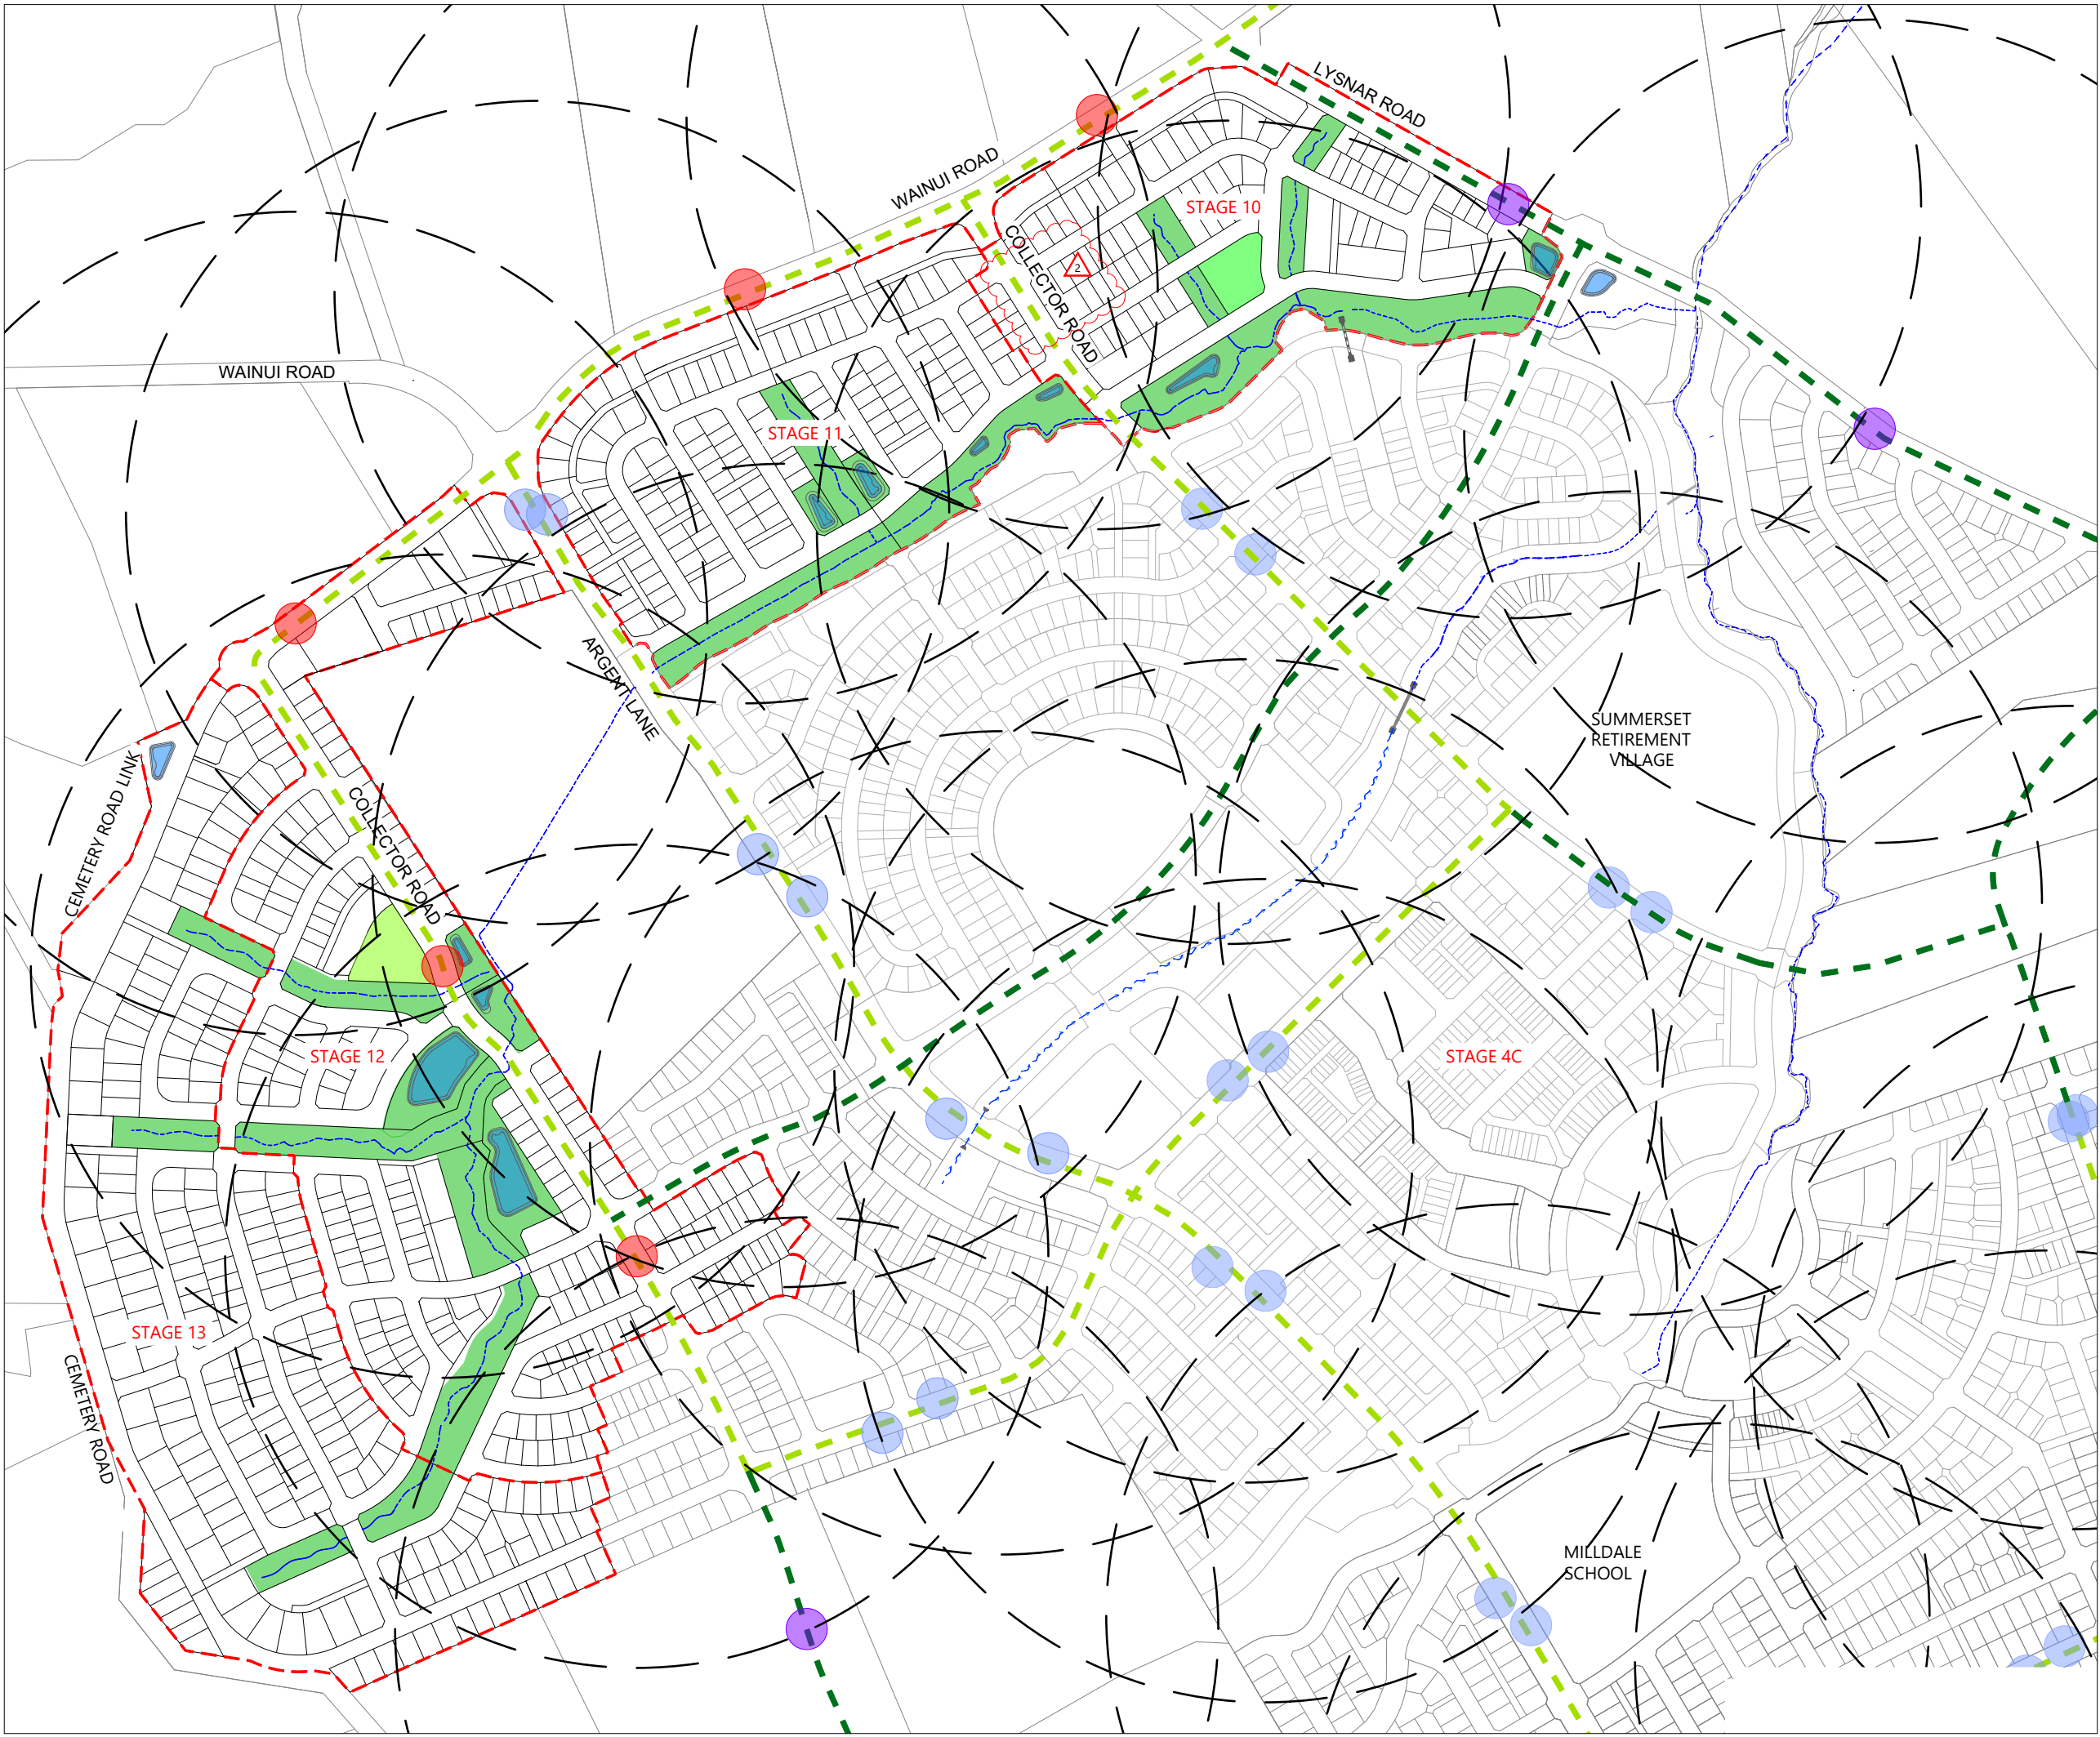 LYSNAR ROAD
WAINUI ROAD
STAGE 10
COLLECTOR ROAD
2
WAINUI ROAD
STAGE 11
ARGENT LANE
SUMMERSET
RETIREMENT
VILLAGE
CEMETERY ROAD LINK
COLLECTOR ROAD
STAGE 12
STAGE 4C
STAGE 13
CEMETERY ROAD
MILLDALE
SCHOOL